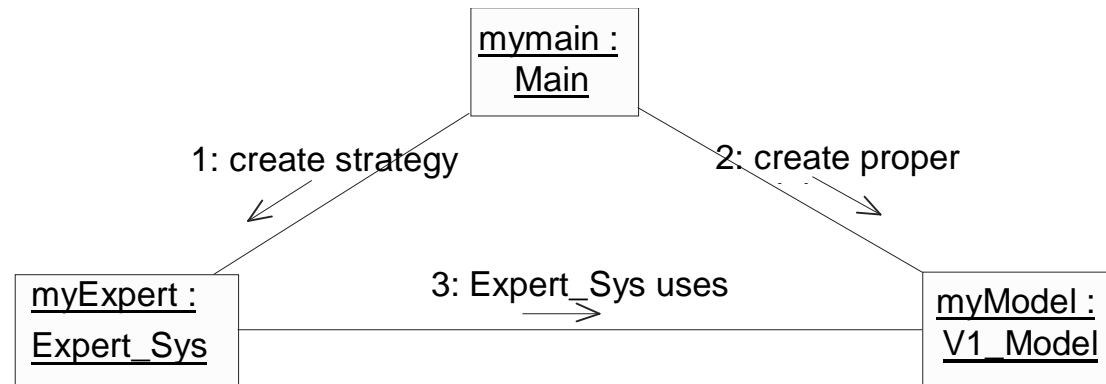 mymain :
Main
1: create strategy
2: create proper
3: Expert_Sys uses
myExpert :
Expert_Sys
myModel :
V1_Model